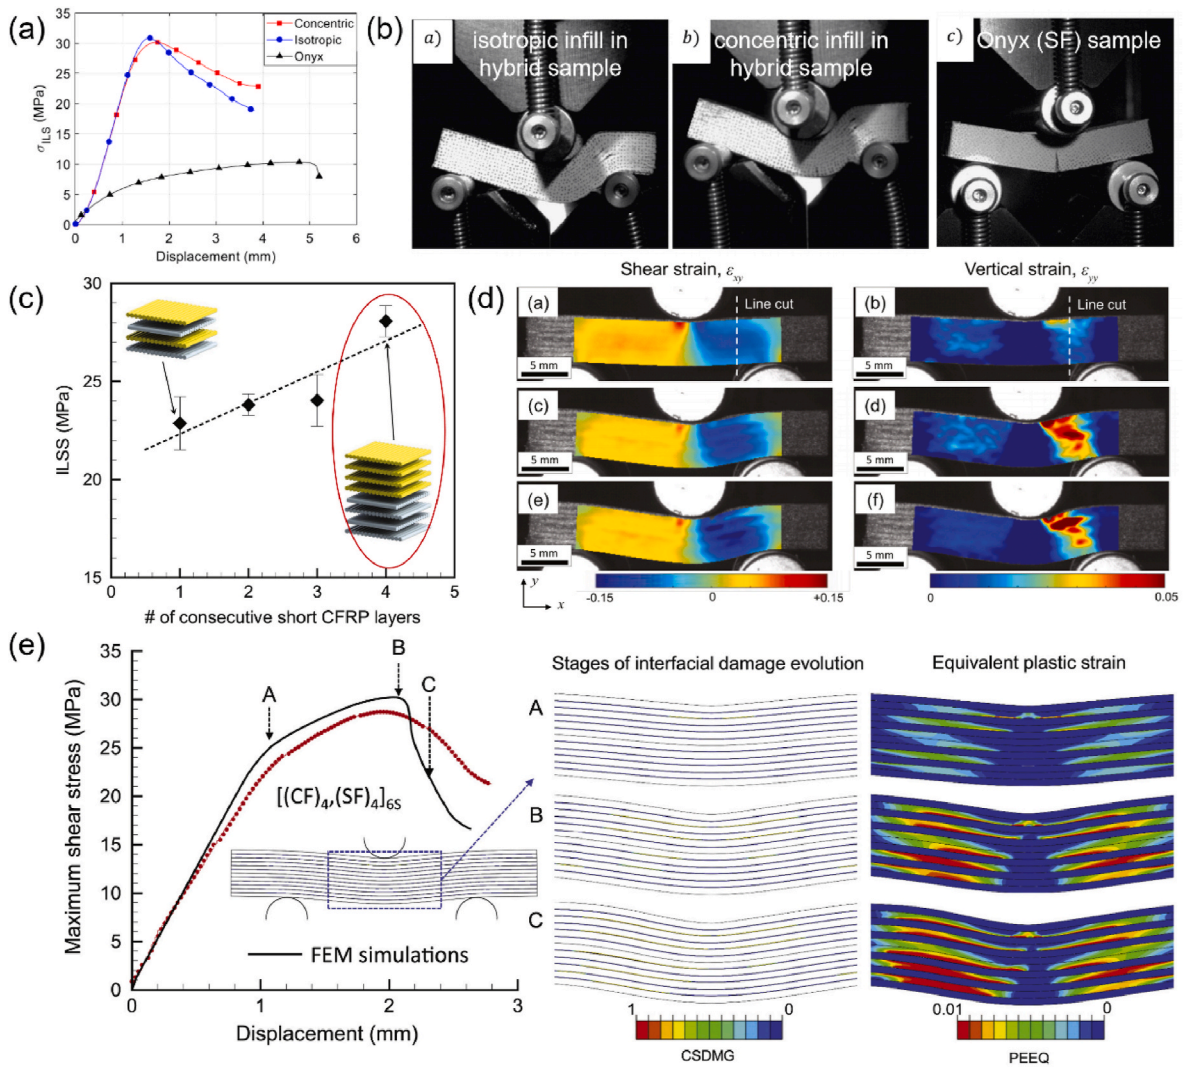 (a)
35
30
25
20
15
10
5
0
σILS (MPa)
Concentric
Isotropic
Onyx
0 1 2 3 4 5 6
Displacement (mm)
(b)
a)
isotropic infill in
hybrid sample
b)
concentric infill in
hybrid sample
c)
Onyx (SF) sample
(c)
30
26
24
20
15
ILSS (MPa)
0 1 2 3 4 5
# of consecutive short CFRP layers
(d)
Shear strain, εxy
Vertical strain, εyy
(a)
Line cut
5 mm
(b)
Line cut
5 mm
(c)
5 mm
(d)
5 mm
(e)
5 mm
(f)
5 mm
y
x
-0.15 0 +0.15
0 0.05
(e)
35
30
25
20
15
10
5
0
Maximum shear stress (MPa)
A
B
C
[(CF)4,(SF)4]6S
FEM simulations
0 1 2 3
Displacement (mm)
Stages of interfacial damage evolution
Equivalent plastic strain
A
B
C
1 0
CSDMG
0.01 0
PEEQ